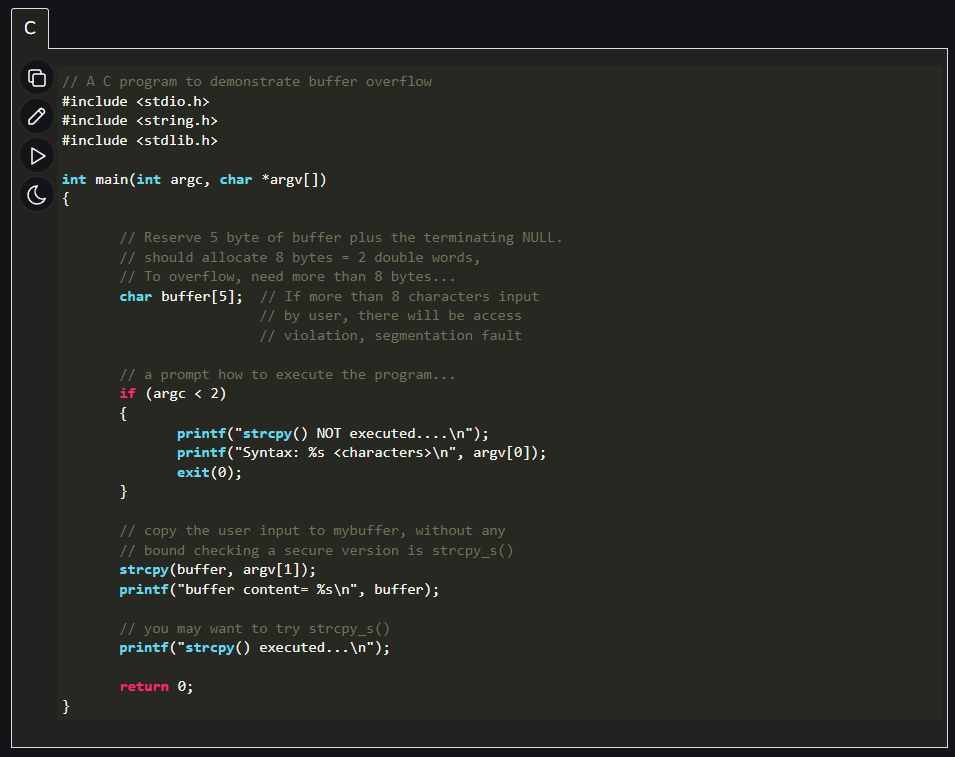 C
// A C program to demonstrate buffer overflow
#include <stdio.h>
#include <string.h>
#include <stdlib.h>
int main(int argc, char *argv[])
{
// Reserve 5 byte of buffer plus the terminating NULL.
// should allocate 8 bytes = 2 double words,
// To overflow, need more than 8 bytes...
char buffer[5];  // If more than 8 characters input
// by user, there will be access
// violation, segmentation fault
// a prompt how to execute the program...
if (argc < 2)
{
printf("strcpy() NOT executed....\n");
printf("Syntax: %s <characters>\n", argv[0]);
exit(0);
}
// copy the user input to mybuffer, without any
// bound checking a secure version is strcpy_s()
strcpy(buffer, argv[1]);
printf("buffer content= %s\n", buffer);
// you may want to try strcpy_s()
printf("strcpy() executed...\n");
return 0;
}